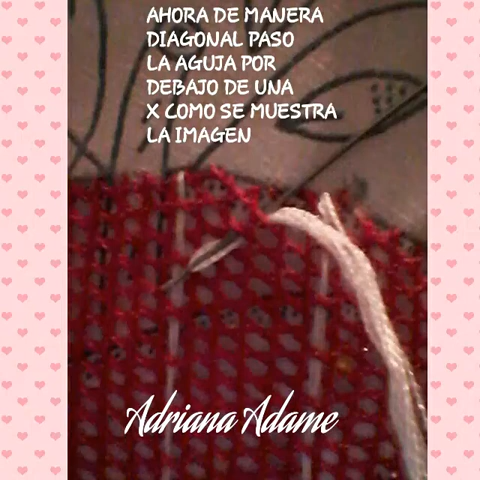 AHORA DE MANERA
DIAGONAL PASO
LA AGUJA POR
DEBAJO DE UNA
X COMO SE MUESTRA
LA IMAGEN
Adriana Adame